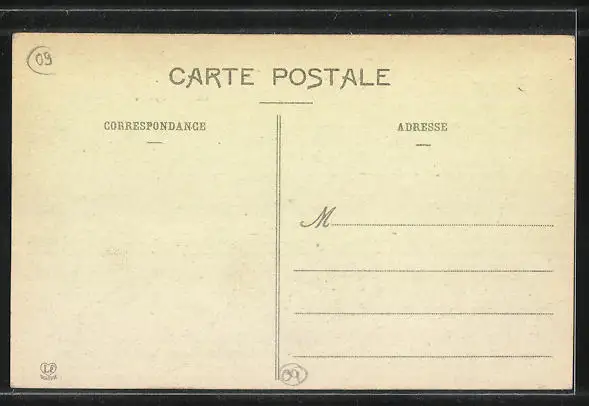 09
CARTE POSTALE
CORRESPONDANCE
ADRESSE
M
09